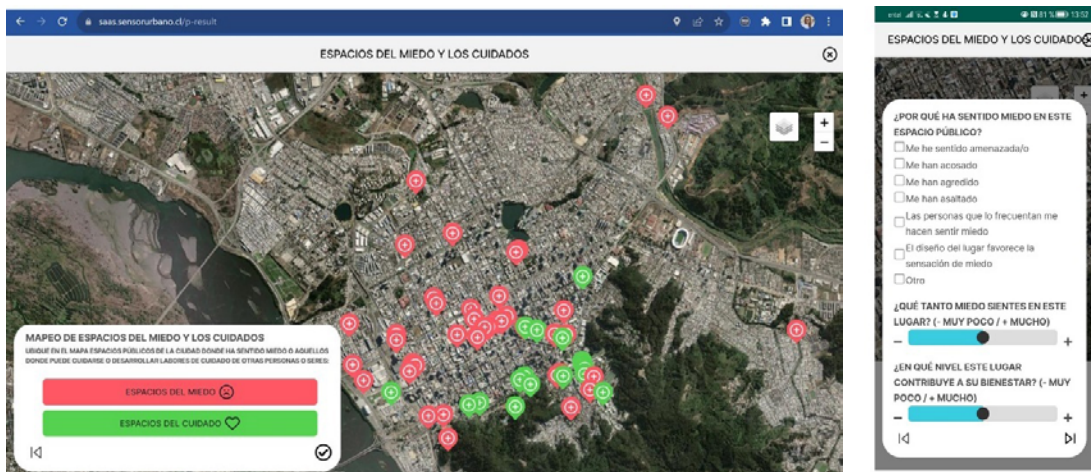 saas.sensorurbano.cl/p-result
ESPACIOS DEL MIEDO Y LOS CUIDADOS
+
−
MAPEO DE ESPACIOS DEL MIEDO Y LOS CUIDADOS
UBIQUE EN EL MAPA ESPACIOS PÚBLICOS DE LA CIUDAD DONDE HA SENTIDO MIEDO O AQUELLOS
DONDE PUEDE CUIDARSE O DESARROLLAR LABORES DE CUIDADO DE OTRAS PERSONAS O SERES:
ESPACIOS DEL MIEDO
ESPACIOS DEL CUIDADO
entel
81 % 13:52
ESPACIOS DEL MIEDO Y LOS CUIDADO
¿POR QUÉ HA SENTIDO MIEDO EN ESTE
ESPACIO PÚBLICO?
Me he sentido amenazada/o
Me han acosado
Me han agredido
Me han asaltado
Las personas que lo frecuentan me
hacen sentir miedo
El diseño del lugar favorece la
sensación de miedo
Otro
¿QUÉ TANTO MIEDO SIENTES EN ESTE
LUGAR? (- MUY POCO / + MUCHO)
− +
¿EN QUÉ NIVEL ESTE LUGAR
CONTRIBUYE A SU BIENESTAR? (- MUY
POCO / + MUCHO)
− +